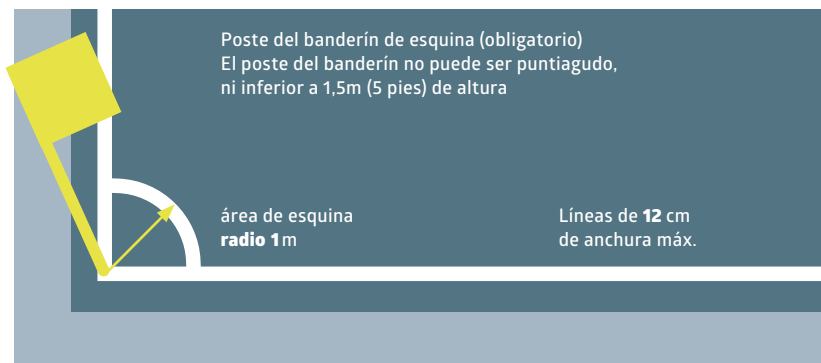 Poste del banderín de esquina (obligatorio)
El poste del banderín no puede ser puntiagudo,
ni inferior a 1,5m (5 pies) de altura
área de esquina
radio 1 m
Líneas de 12 cm
de anchura máx.